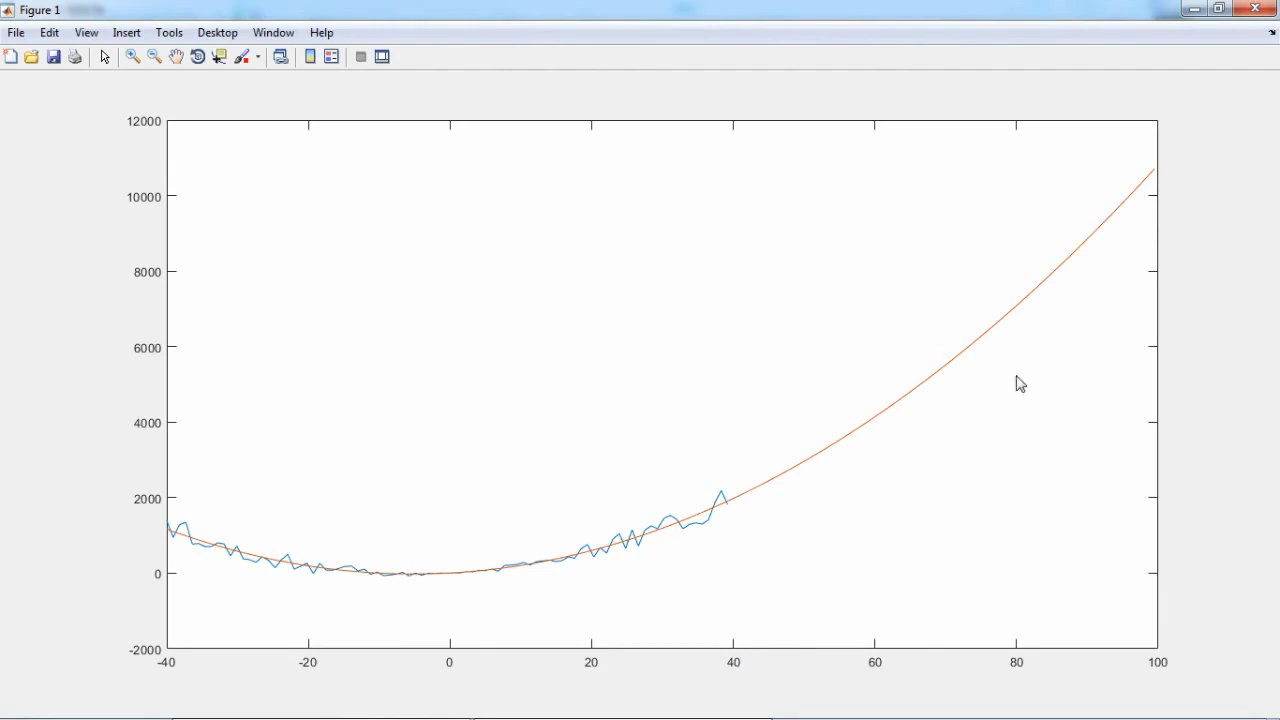 Figure 1
File Edit View Insert Tools Desktop Window Help
12000
10000
8000
6000
4000
2000
0
-2000
-40 -20 0 20 40 60 80 100